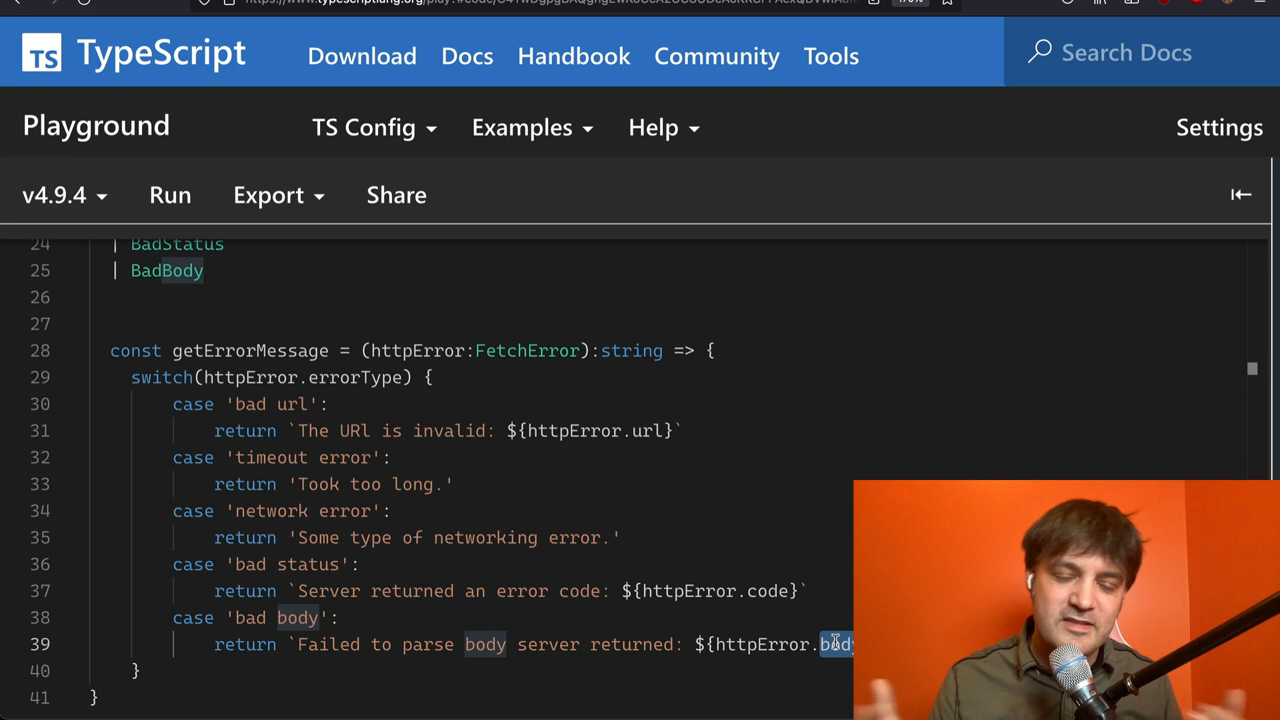 TS TypeScript Download Docs Handbook Community Tools Search Docs
Playground TS Config Examples Help Settings
v4.9.4 Run Export Share
24 | BadStatus
25 | BadBody
26
27
28 const getErrorMessage = (httpError:FetchError):string => {
29 switch(httpError.errorType) {
30 case 'bad url':
31 return `The URl is invalid: ${httpError.url}`
32 case 'timeout error':
33 return 'Took too long.'
34 case 'network error':
35 return 'Some type of networking error.'
36 case 'bad status':
37 return `Server returned an error code: ${httpError.code}`
38 case 'bad body':
39 return `Failed to parse body server returned: ${httpError.body
40 }
41 }